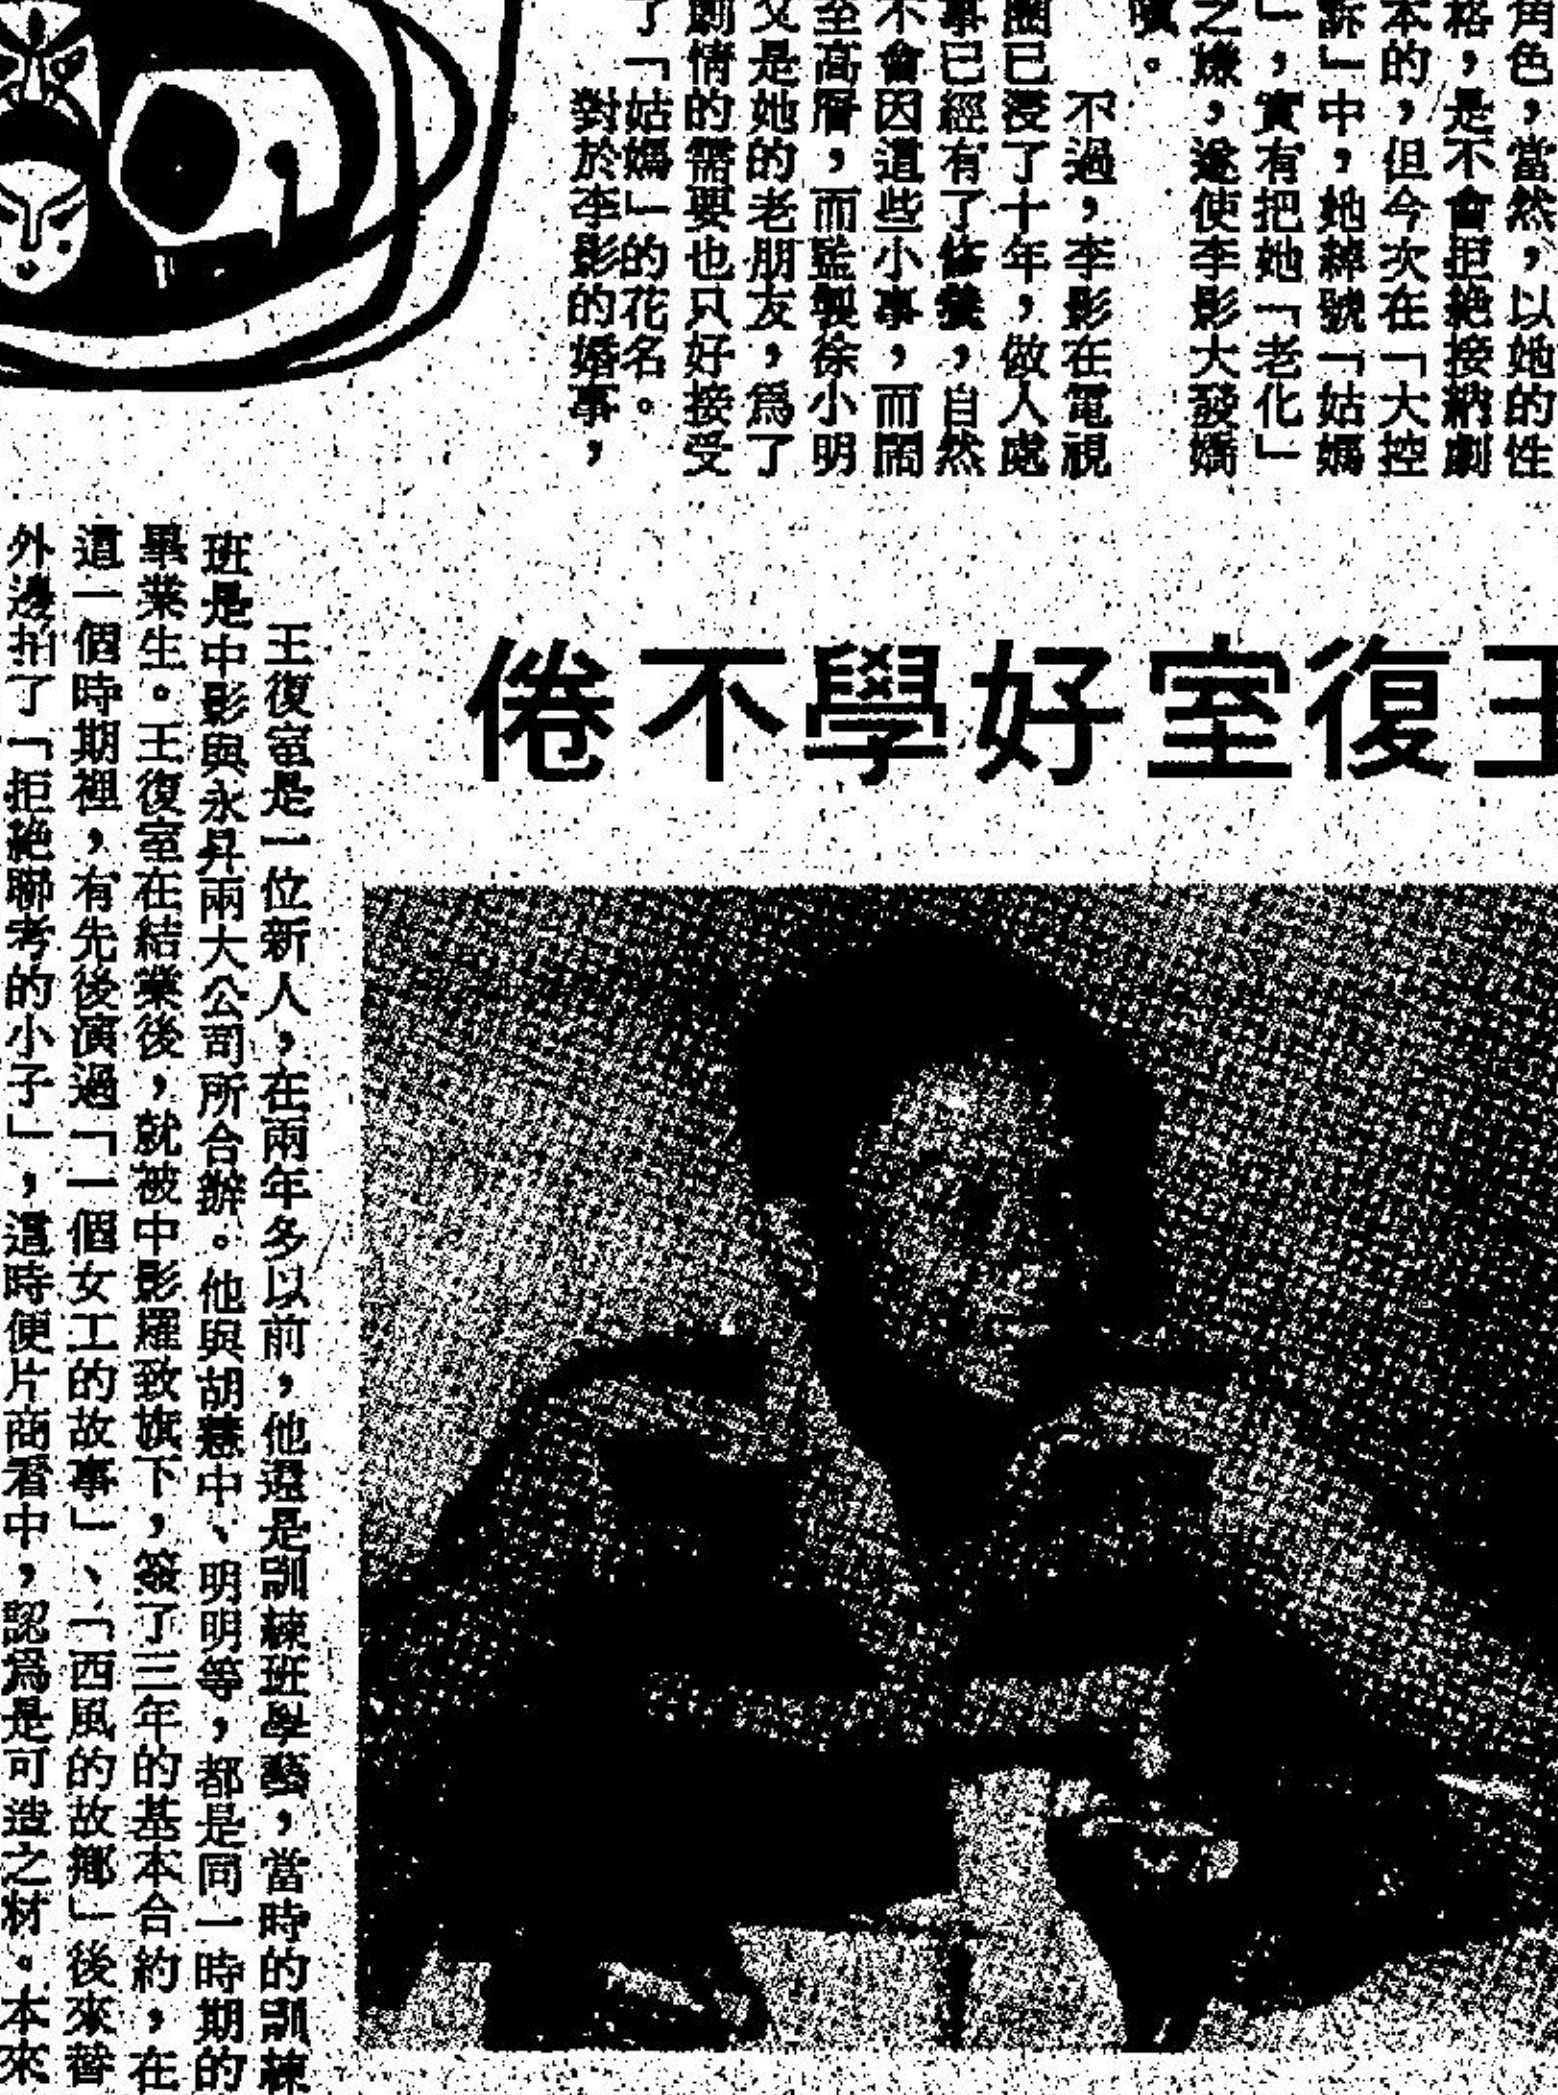 角色，當然，以她的性
格，是不會拒絕接納劇
本的，但今次在「大控
訴」中，她綽號「姑媽
」，實有把她「老化」
之嫌，遂使李影大發嬌
嗔。
不過，李影在電視
圈已浸了十年，做人處
事已經有了修養，自然
不會因這些小事，而鬧
至高層，而監製徐小明
又是她的老朋友，爲了
劇情的需要也只好接受
了「姑媽」的花名。
對於李影的婚事，
王復室好學不倦
王復室是一位新人，在兩年多以前，他還是訓練班學藝，當時的訓練
班是中影與永昇兩大公司所合辦。他與胡慧中、明明等，都是同一時期的
畢業生。王復室在結業後，就被中影羅致旗下，簽了三年的基本合約，在
這一個時期裡，有先後演過「一個女工的故事」、「西風的故鄉」後來替
外邊拍了「拒絕聯考的小子」，這時便片商看中，認爲是可造之材。本來